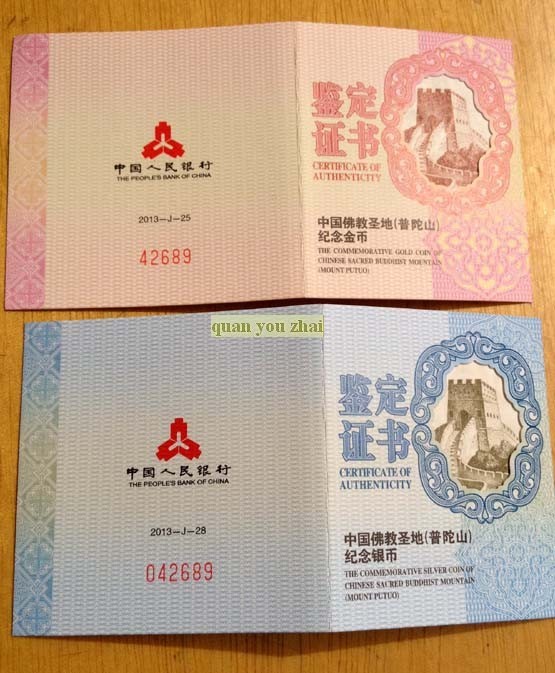 中国人民银行
THE PEOPLE'S BANK OF CHINA
2013-J-25
42689
鉴定
证书
CERTIFICATE OF
AUTHENTICITY
中国佛教圣地(普陀山)
纪念金币
THE COMMEMORATIVE GOLD COIN OF
CHINESE SACRED BUDDHIST MOUNTAIN
(MOUNT PUTUO)
quan you zhai
中国人民银行
THE PEOPLE'S BANK OF CHINA
2013-J-28
042689
鉴定
证书
CERTIFICATE OF
AUTHENTICITY
中国佛教圣地(普陀山)
纪念银币
THE COMMEMORATIVE SILVER COIN OF
CHINESE SACRED BUDDHIST MOUNTAIN
(MOUNT PUTUO)